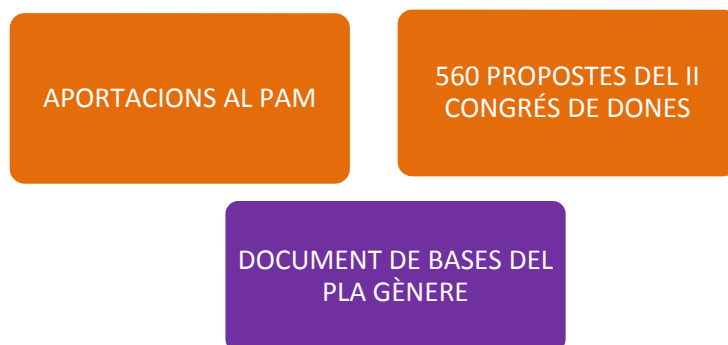 APORTACIONS AL PAM
560 PROPOSTES DEL II
CONGRÉS DE DONES
DOCUMENT DE BASES DEL
PLA GÈNERE